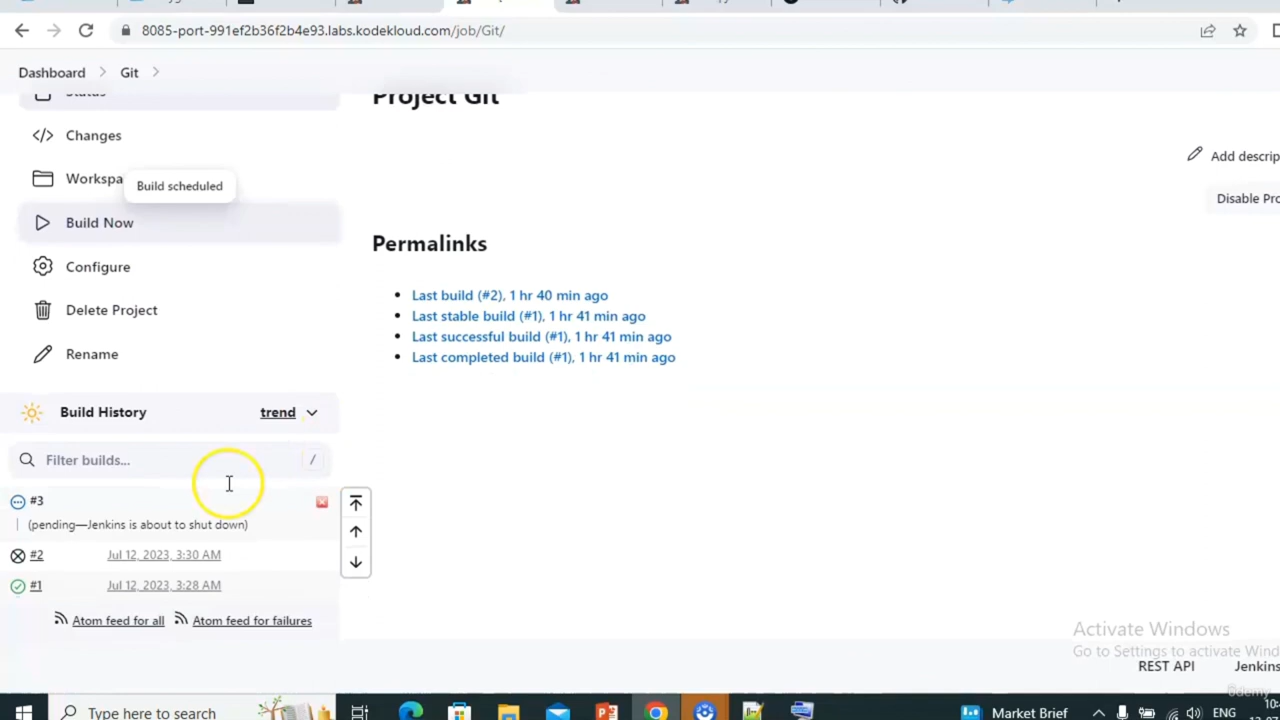 8085-port-991ef2b36f2b4e93.labs.kodekloud.com/job/Git/
Dashboard
Git
Status
Project Git
Changes
Add descrip
Workspa
Build scheduled
Disable Pro
Build Now
Permalinks
Configure
Last build (#2), 1 hr 40 min ago
Delete Project
Last stable build (#1), 1 hr 41 min ago
Last successful build (#1), 1 hr 41 min ago
Rename
Last completed build (#1), 1 hr 41 min ago
Build History
trend
Filter builds...
/
#3
(pending—Jenkins is about to shut down)
#2
Jul 12, 2023, 3:30 AM
#1
Jul 12, 2023, 3:28 AM
Atom feed for all
Atom feed for failures
Activate Windows
Go to Settings to activate Wind
REST API
Jenkins
ûdemy
Type here to search
Market Brief
ENG
10: